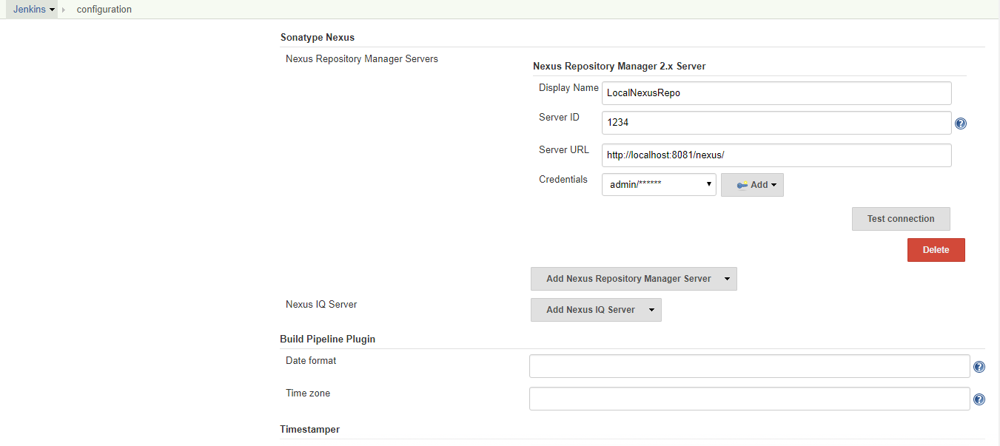 Jenkins configuration
Sonatype Nexus
Nexus Repository Manager Servers
Nexus Repository Manager 2.x Server
Display Name LocalNexusRepo
Server ID 1234
Server URL http://localhost:8081/nexus/
Credentials admin/****** Add
Test connection
Delete
Add Nexus Repository Manager Server
Nexus IQ Server Add Nexus IQ Server
Build Pipeline Plugin
Date format
Time zone
Timestamper